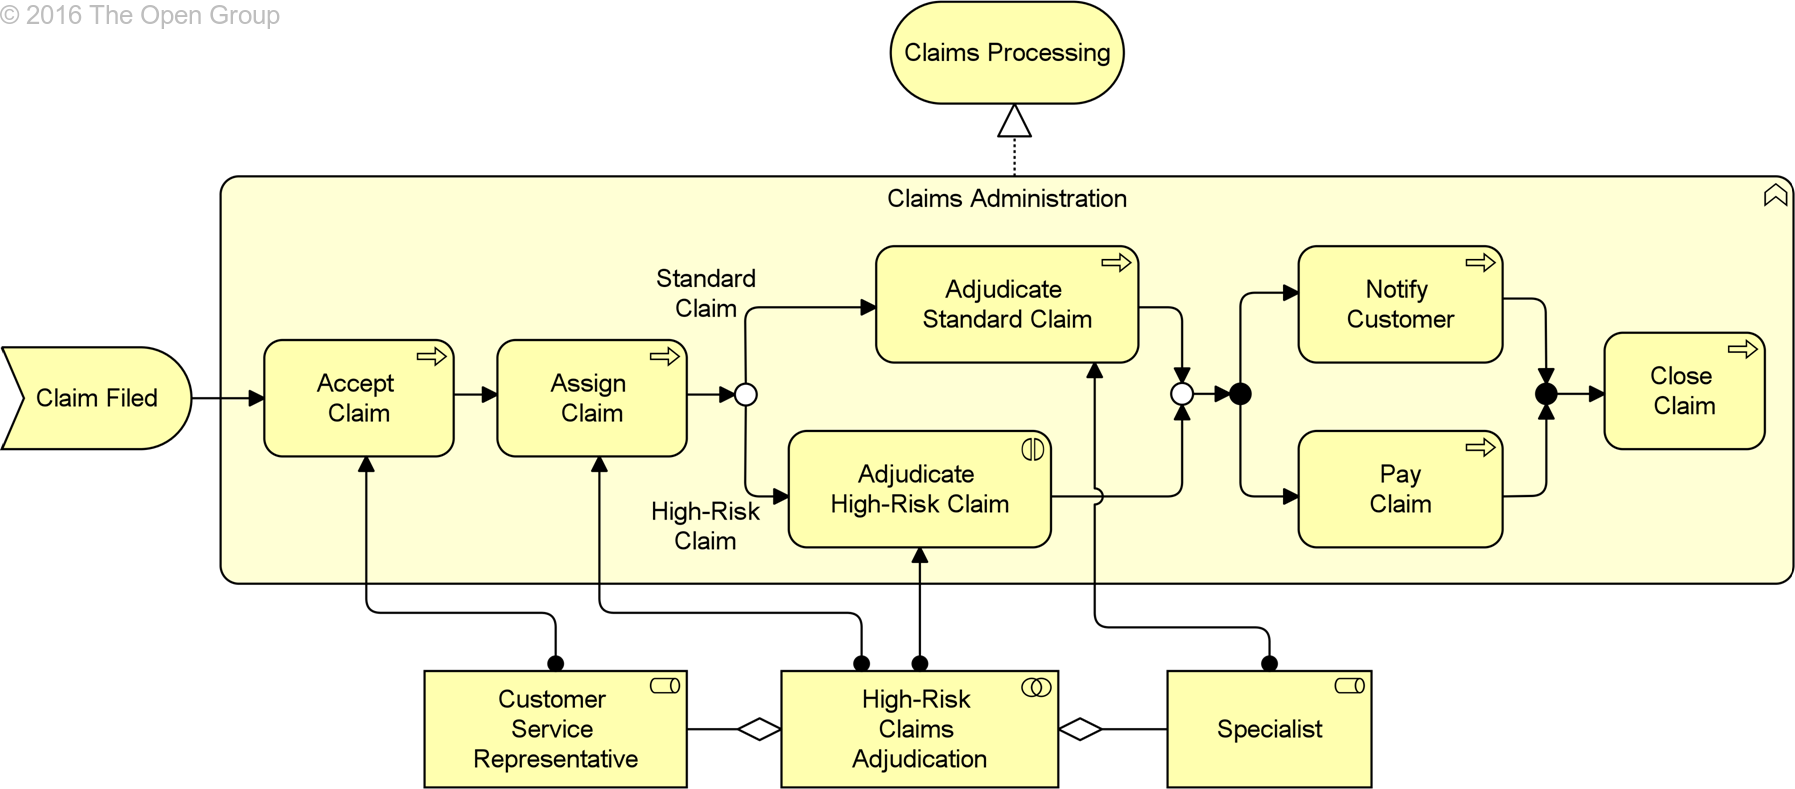 © 2016 The Open Group
Claims Processing
Claims Administration
Standard
Claim
Adjudicate
Standard Claim
Notify
Customer
Claim Filed
Accept
Claim
Assign
Claim
Close
Claim
High-Risk
Claim
Adjudicate
High-Risk Claim
Pay
Claim
Customer
Service
Representative
High-Risk
Claims
Adjudication
Specialist